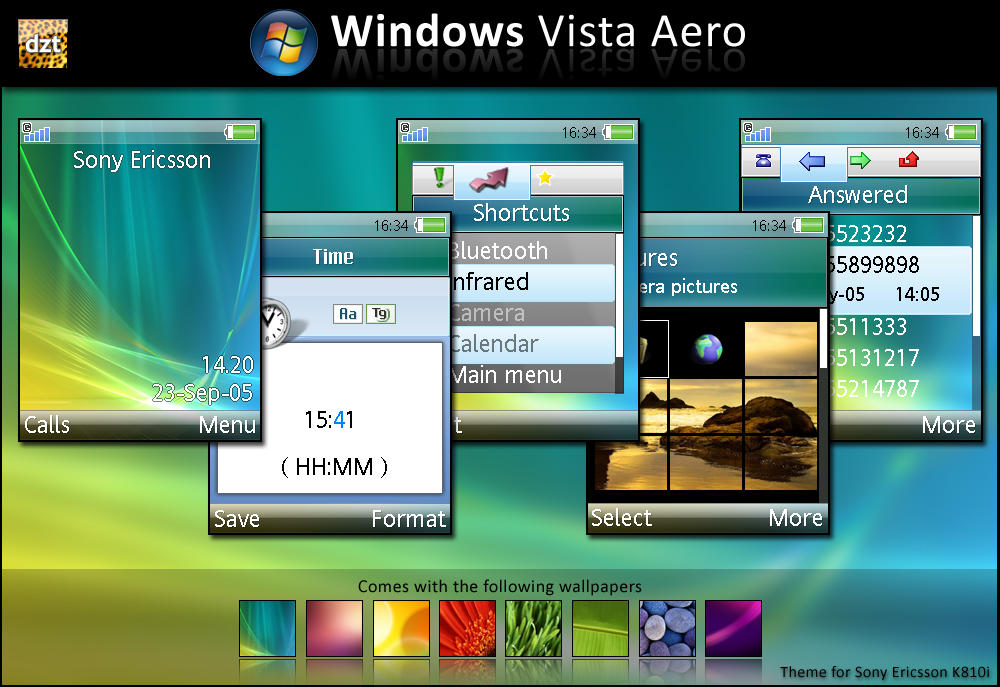 dzt
Windows Vista Aero
Sony Ericsson
14.20
23-Sep-05
Calls Menu
16:34
Time
Aa Tg
15:41
( HH:MM )
Save Format
16:34
Shortcuts
Bluetooth
Infrared
Camera
Calendar
Main menu
t
16:34
ures
era pictures
Select More
16:34
Answered
5523232
55899898
y-05 14:05
5511333
55131217
55214787
More
Comes with the following wallpapers
Theme for Sony Ericsson K810i